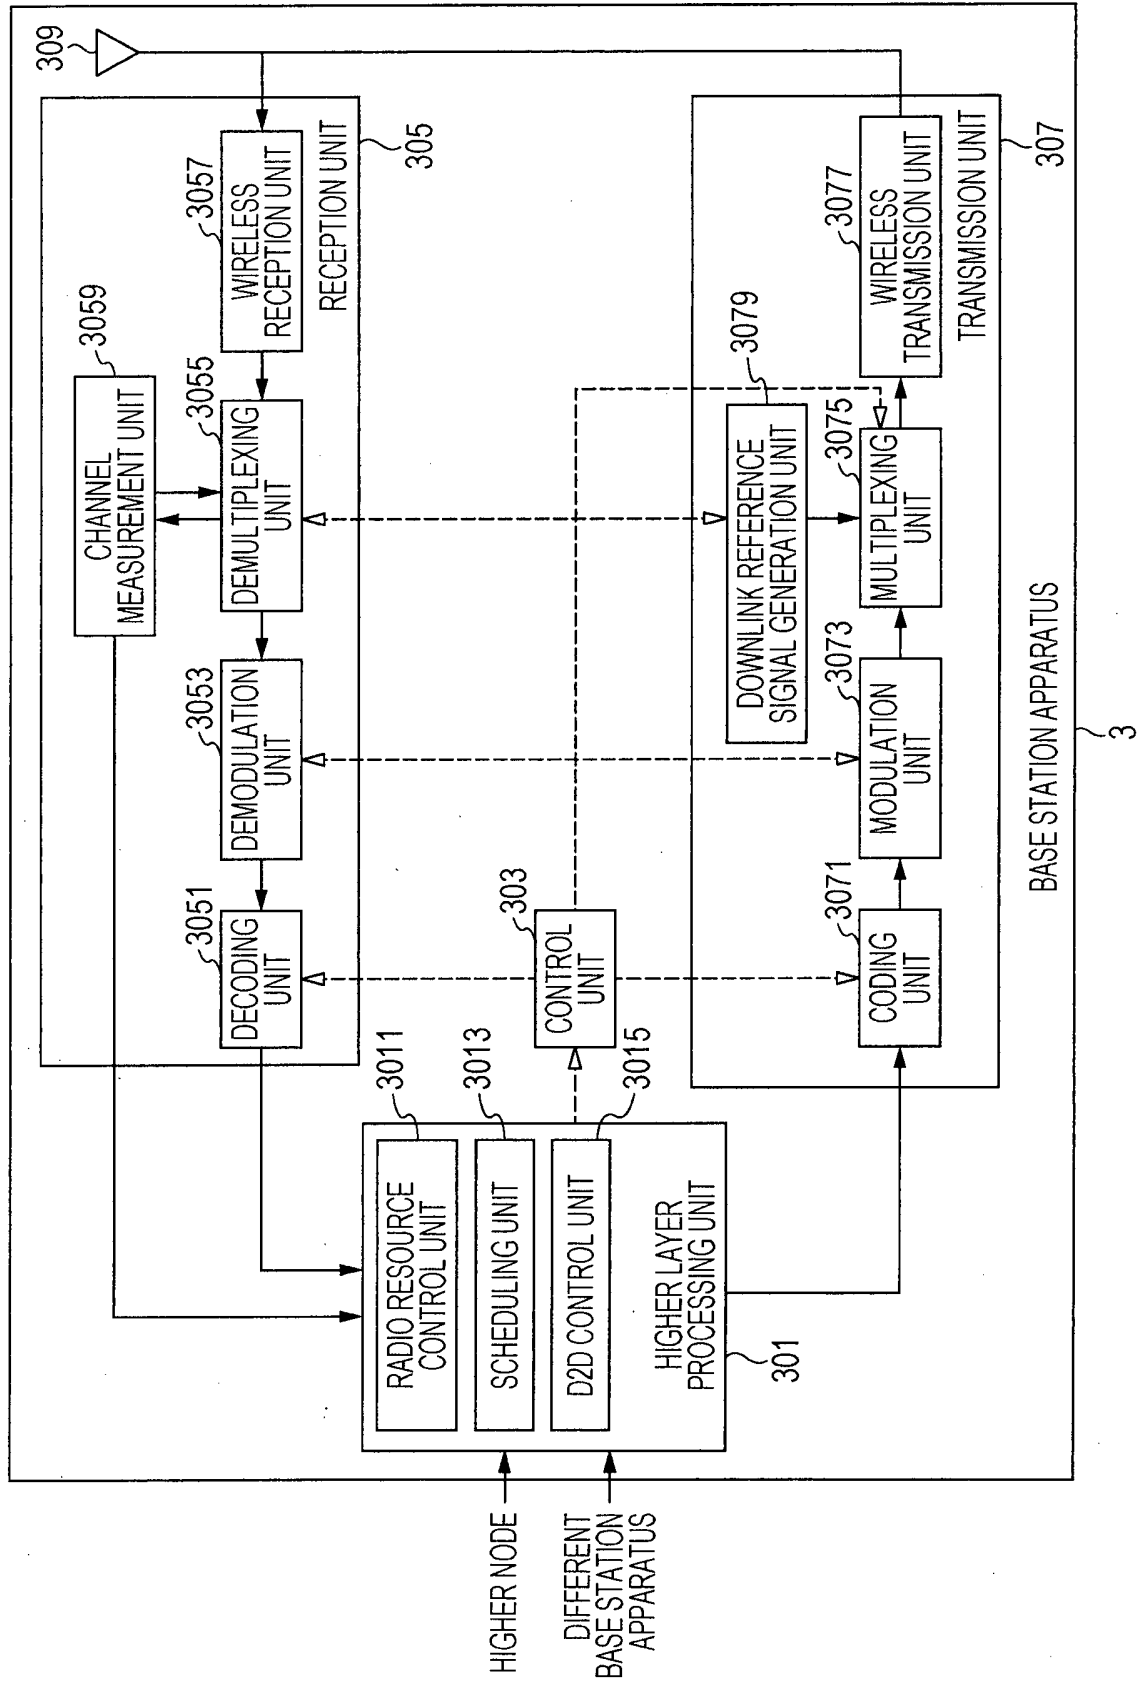 309
3059
CHANNEL
MEASUREMENT UNIT
3051
DECODING
UNIT
3053
DEMODULATION
UNIT
3055
DEMULTIPLEXING
UNIT
3057
WIRELESS
RECEPTION UNIT
RECEPTION UNIT
305
HIGHER NODE
DIFFERENT
BASE STATION
APPARATUS
3011
RADIO RESOURCE
CONTROL UNIT
3013
SCHEDULING UNIT
3015
D2D CONTROL UNIT
HIGHER LAYER
PROCESSING UNIT
301
303
CONTROL
UNIT
3079
DOWNLINK REFERENCE
SIGNAL GENERATION UNIT
3071
CODING
UNIT
3073
MODULATION
UNIT
3075
MULTIPLEXING
UNIT
3077
WIRELESS
TRANSMISSION UNIT
TRANSMISSION UNIT
307
BASE STATION APPARATUS
3